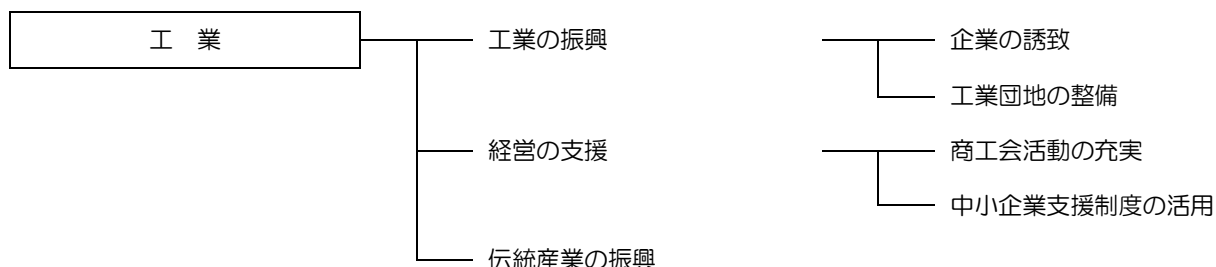 工　業
工業の振興
企業の誘致
工業団地の整備
経営の支援
商工会活動の充実
中小企業支援制度の活用
伝統産業の振興